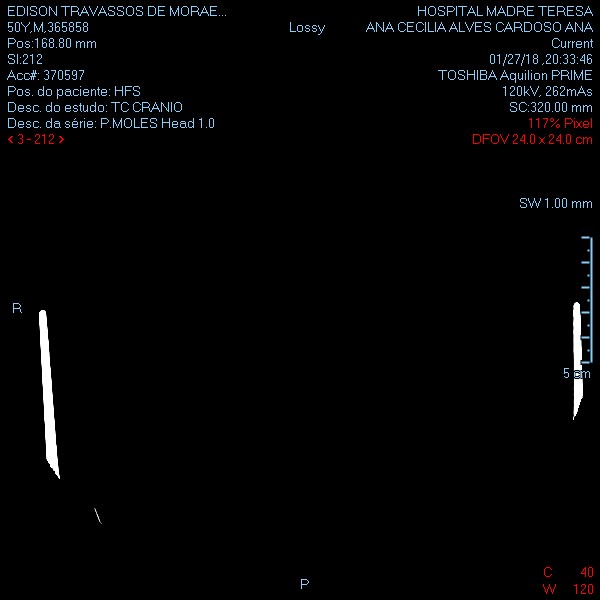 EDISON TRAVASSOS DE MORAE...
50Y,M,365858
Pos:168.80 mm
SI:212
Acc#: 370597
Pos. do paciente: HFS
Desc. do estudo: TC CRANIO
Desc. da série: P.MOLES Head 1.0
< 3 - 212 >
Lossy
HOSPITAL MADRE TERESA
ANA CECILIA ALVES CARDOSO ANA
Current
01/27/18 ,20:33:46
TOSHIBA Aquilion PRIME
120kV, 262mAs
SC:320.00 mm
117% Pixel
DFOV 24.0 x 24.0 cm
SW 1.00 mm
R
5 cm
C 40
W 120
P